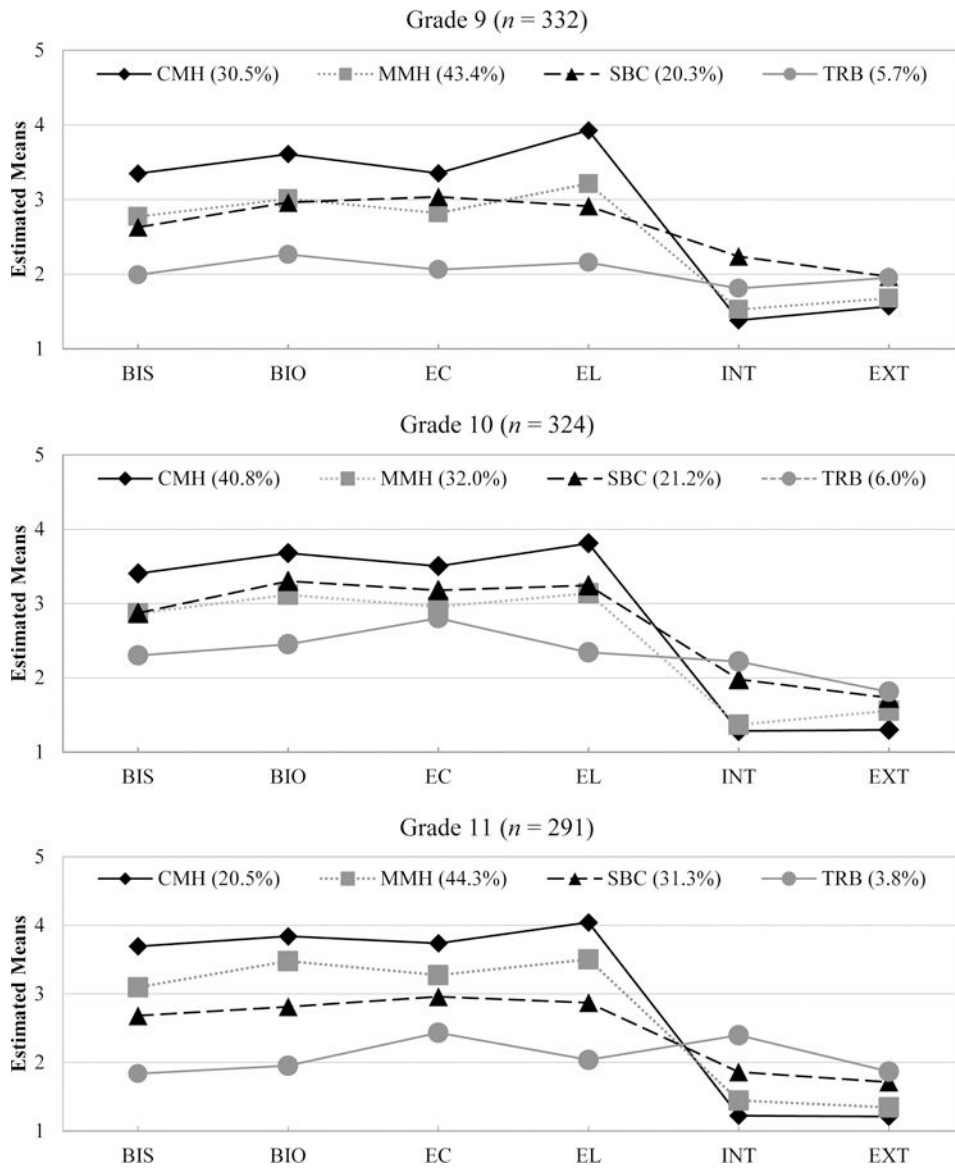 Grade 9 (n = 332)
5
CMH (30.5%) MMH (43.4%) SBC (20.3%) TRB (5.7%)
4
3
2
1
Estimated Means
BIS BIO EC EL INT EXT
Grade 10 (n = 324)
5
CMH (40.8%) MMH (32.0%) SBC (21.2%) TRB (6.0%)
4
3
2
1
Estimated Means
BIS BIO EC EL INT EXT
Grade 11 (n = 291)
5
CMH (20.5%) MMH (44.3%) SBC (31.3%) TRB (3.8%)
4
3
2
1
Estimated Means
BIS BIO EC EL INT EXT